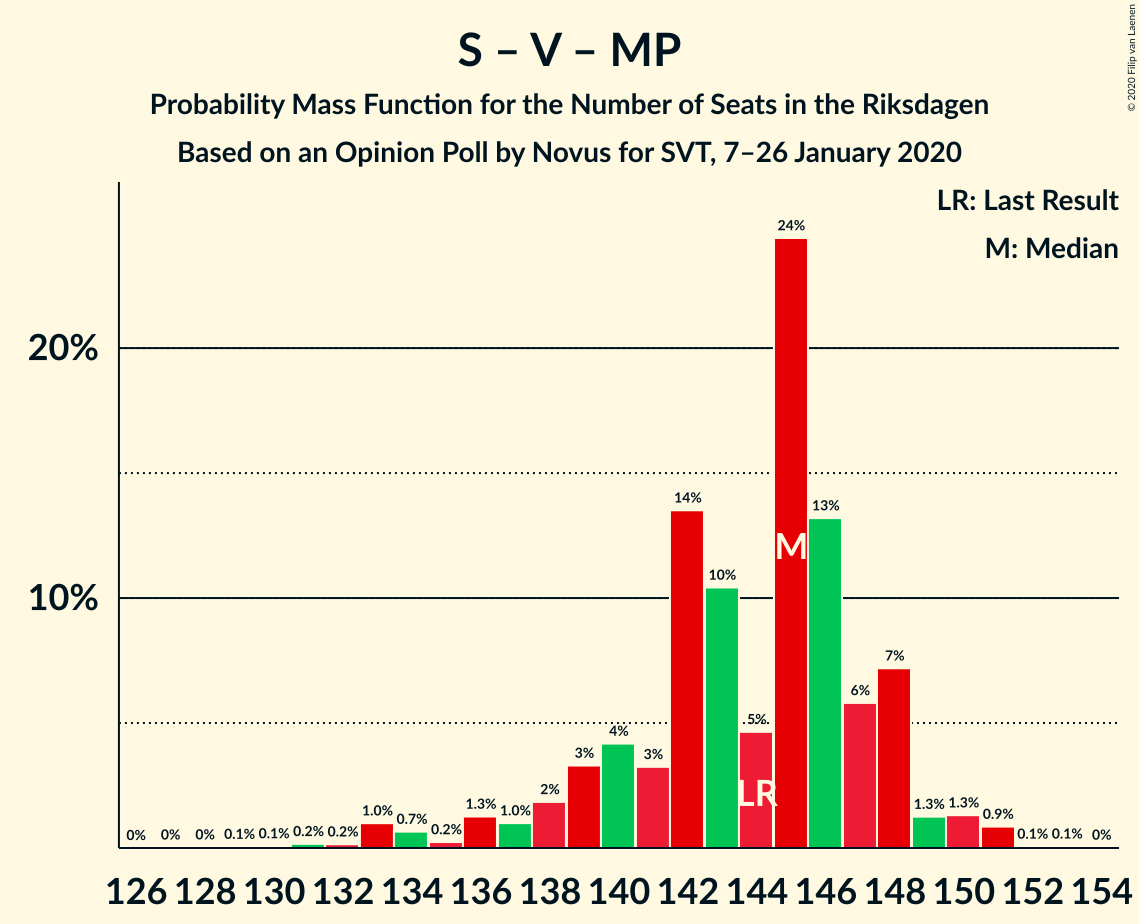 S – V – MP
Probability Mass Function for the Number of Seats in the Riksdagen
Based on an Opinion Poll by Novus for SVT, 7–26 January 2020
© 2020 Filip van Laenen
LR: Last Result
M: Median
20%
10%
0% 0% 0% 0.1% 0.1% 0.2% 0.2% 1.0% 0.7% 0.2% 1.3% 1.0% 2% 3% 4% 3% 14% 10% 5% 24% 13% 6% 7% 1.3% 1.3% 0.9% 0.1% 0.1% 0%
M
LR
126 128 130 132 134 136 138 140 142 144 146 148 150 152 154